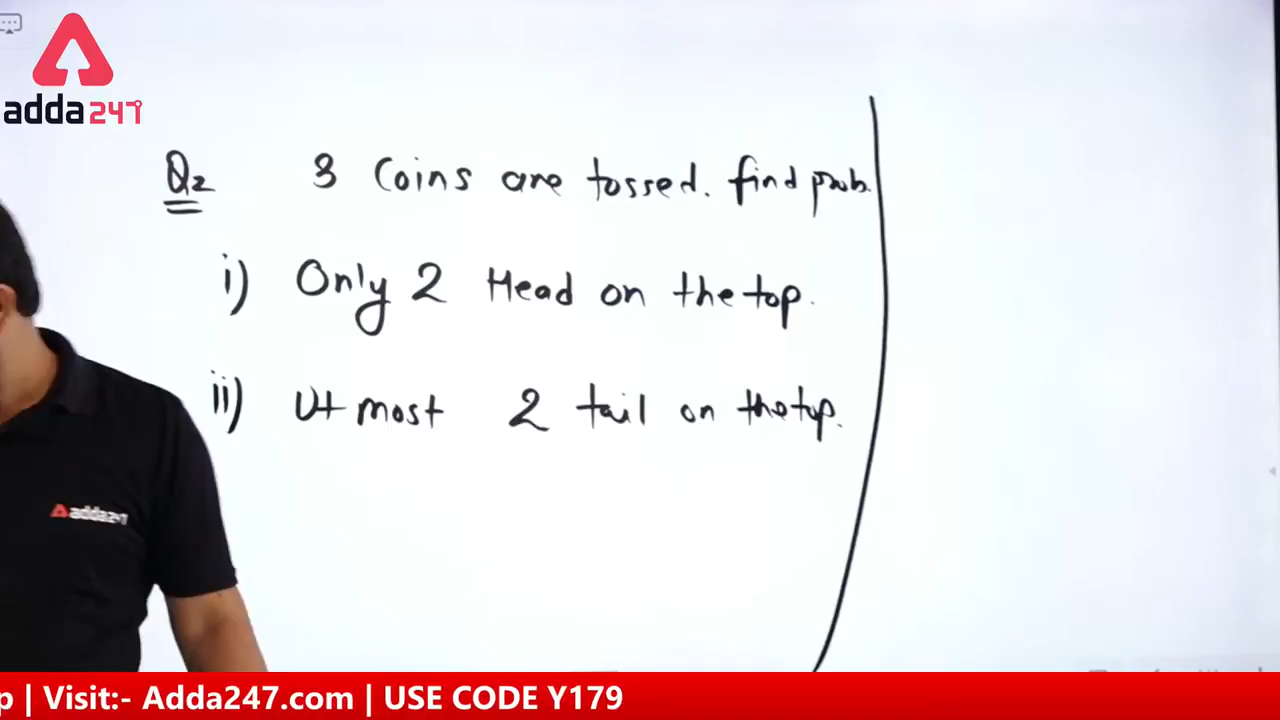 adda247
Q2 3 Coins are tossed. find prob.
i) Only 2 Head on the top.
ii) Ut most 2 tail on the top.
adda247
p | Visit:- Adda247.com | USE CODE Y179